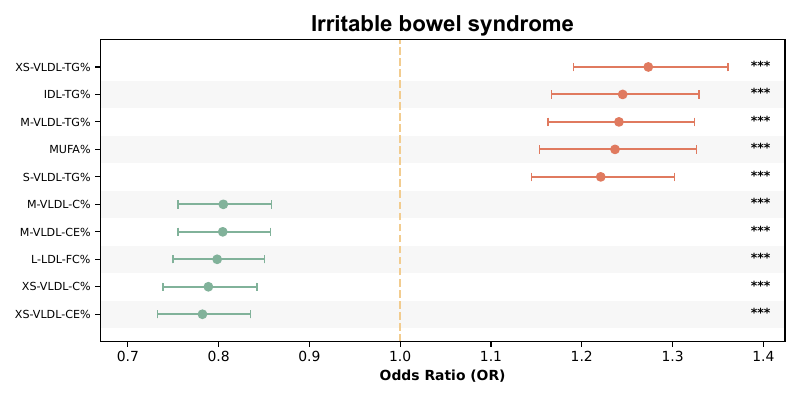 Irritable bowel syndrome
XS-VLDL-TG% ***
IDL-TG% ***
M-VLDL-TG% ***
MUFA% ***
S-VLDL-TG% ***
M-VLDL-C% ***
M-VLDL-CE% ***
L-LDL-FC% ***
XS-VLDL-C% ***
XS-VLDL-CE% ***
0.7 0.8 0.9 1.0 1.1 1.2 1.3 1.4
Odds Ratio (OR)